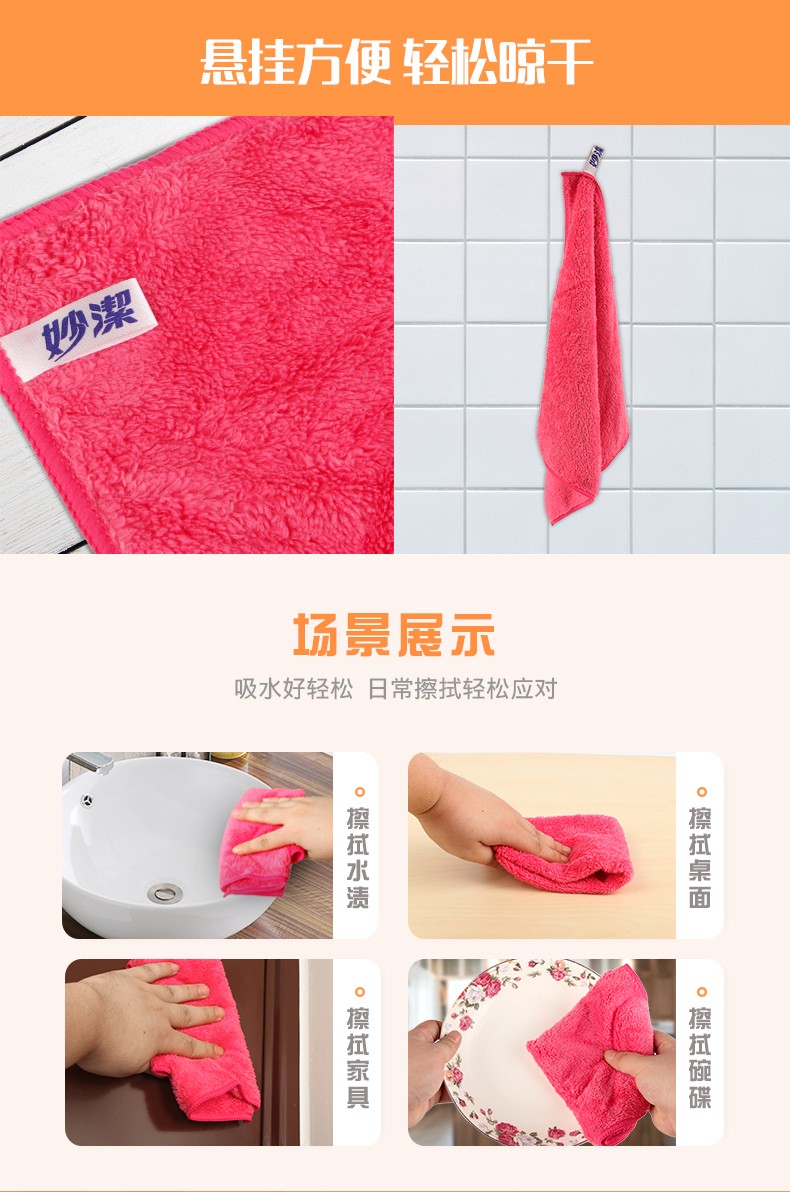 悬挂方便 轻松晾干
妙潔
妙潔
场景展示
吸水好轻松 日常擦拭轻松应对
擦拭水渍
擦拭桌面
擦拭家具
擦拭碗碟